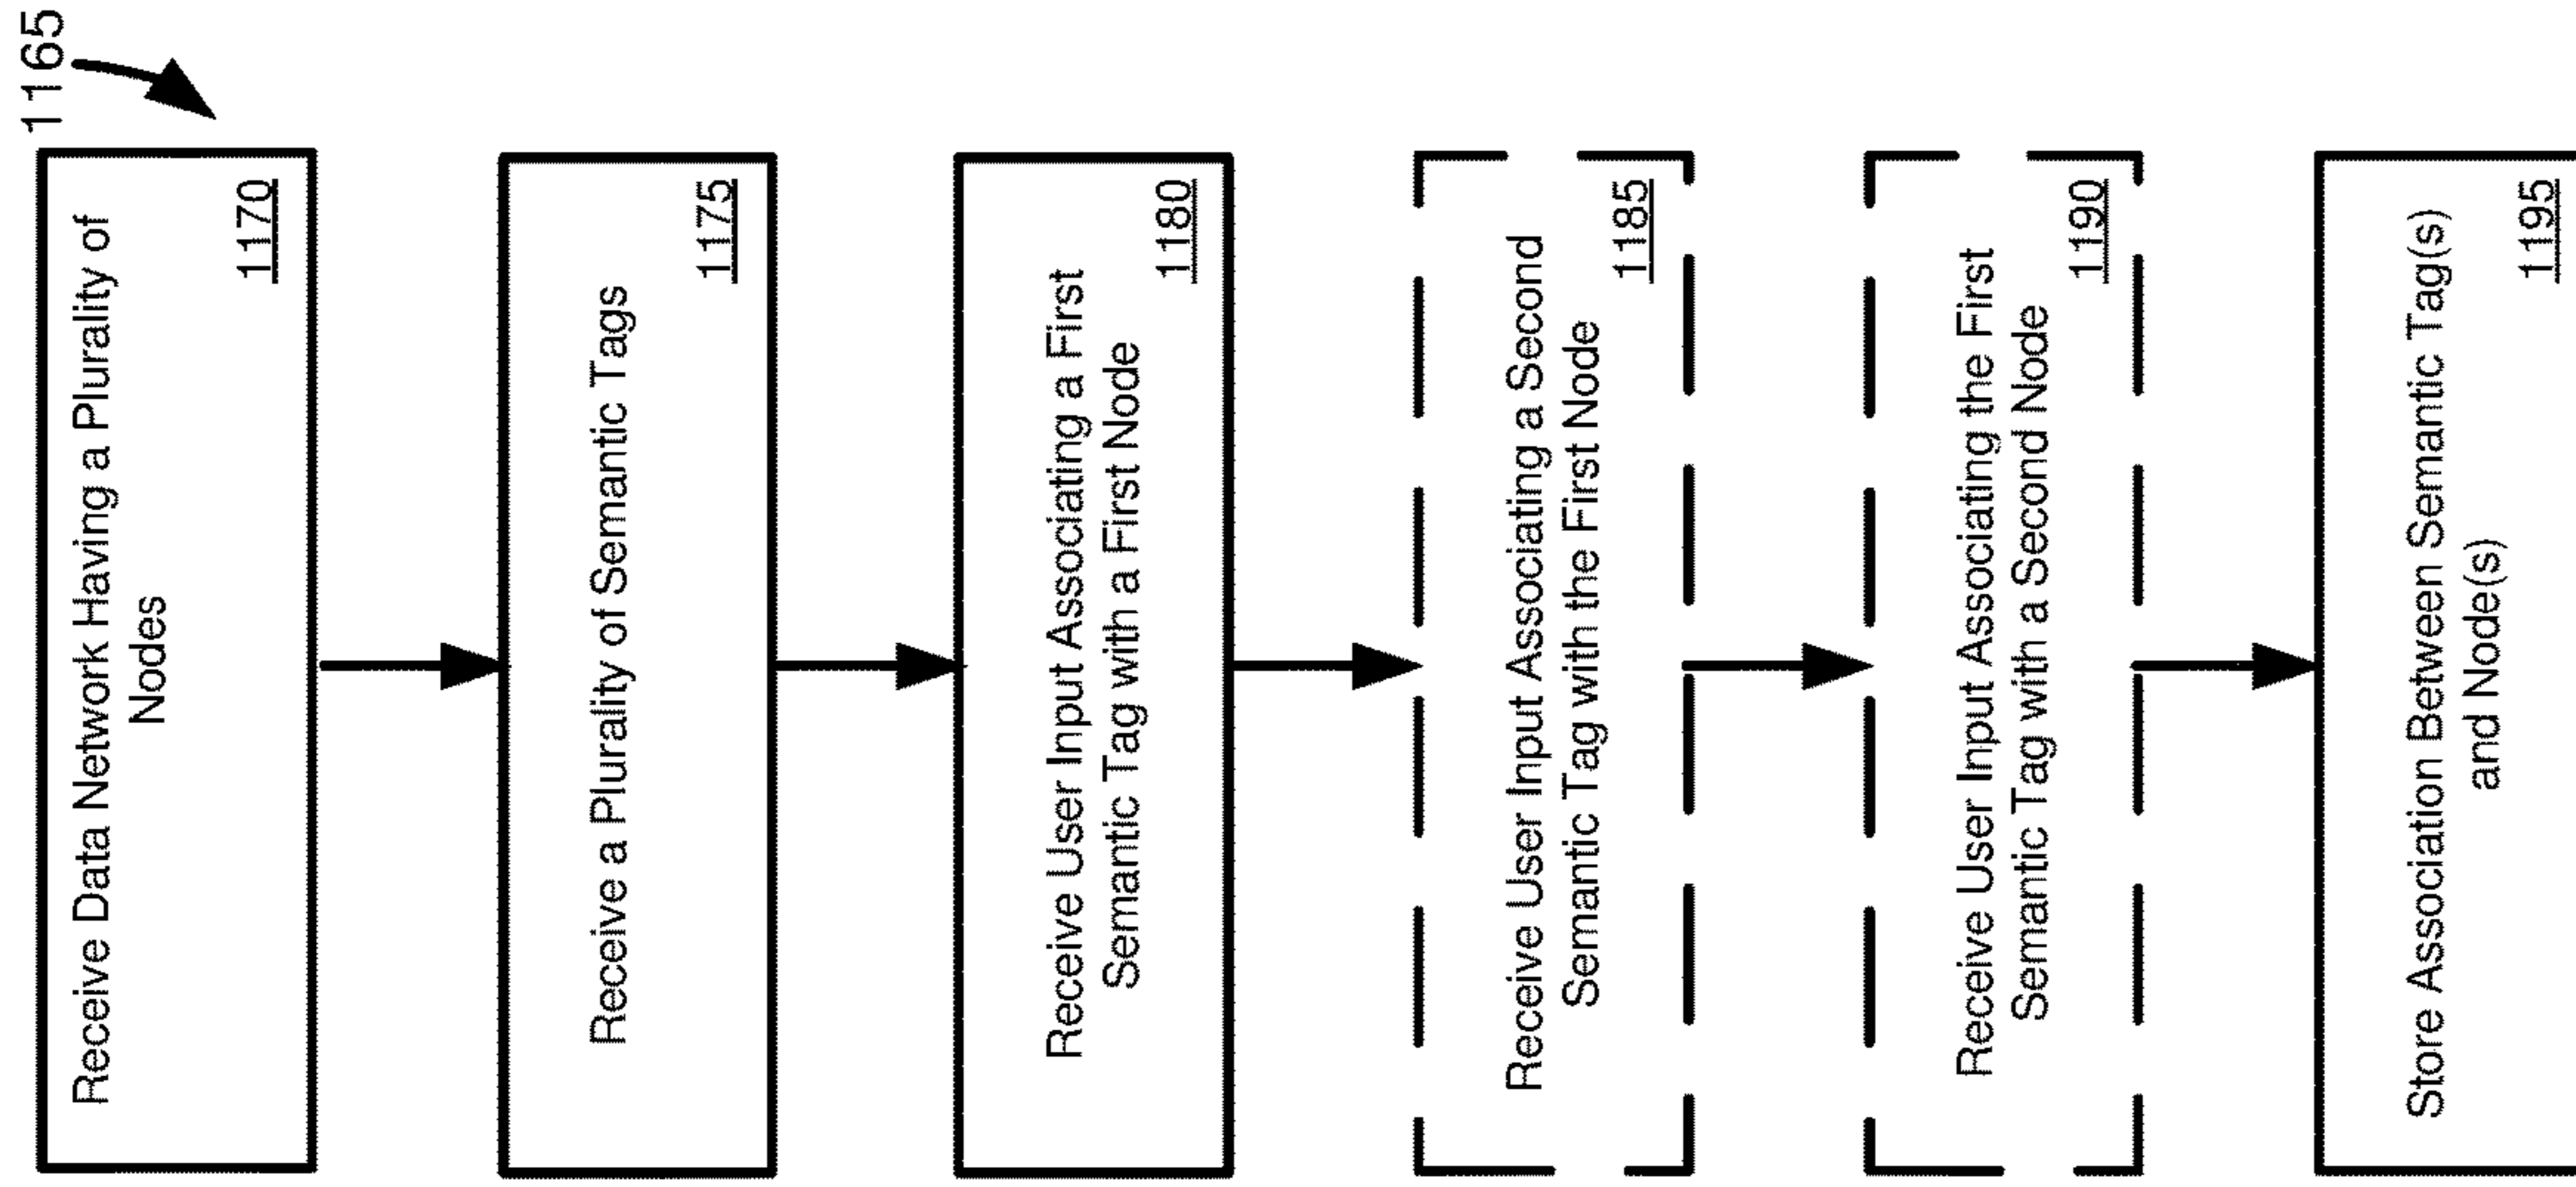 1165
Receive Data Network Having a Plurality of
Nodes
1170
Receive a Plurality of Semantic Tags
1175
Receive User Input Associating a First
Semantic Tag with a First Node
1180
Receive User Input Associating a Second
Semantic Tag with the First Node
1185
Receive User Input Associating the First
Semantic Tag with a Second Node
1190
Store Association Between Semantic Tag(s)
and Node(s)
1195